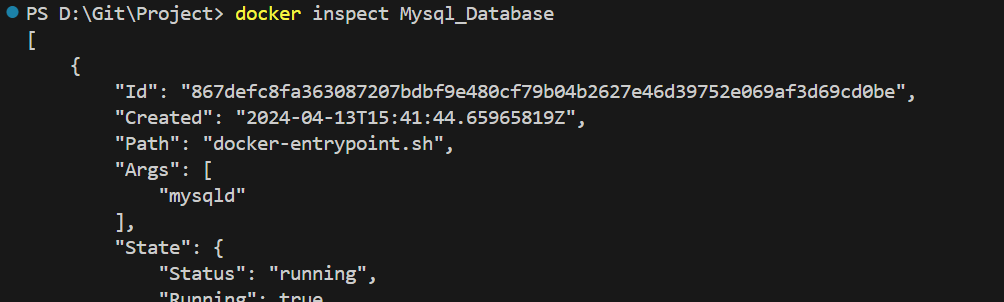 PS D:\Git\Project> docker inspect Mysql_Database
[
{
"Id": "867defc8fa363087207bdbf9e480cf79b04b2627e46d39752e069af3d69cd0be",
"Created": "2024-04-13T15:41:44.65965819Z",
"Path": "docker-entrypoint.sh",
"Args": [
"mysqld"
],
"State": {
"Status": "running",
"Running": true